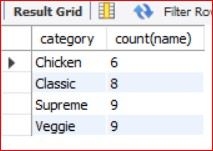 Result Grid Filter Row
category count(name)
Chicken 6
Classic 8
Supreme 9
Veggie 9